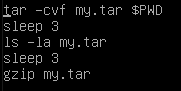 tar -cvf my.tar $PWD
sleep 3
ls -la my.tar
sleep 3
gzip my.tar